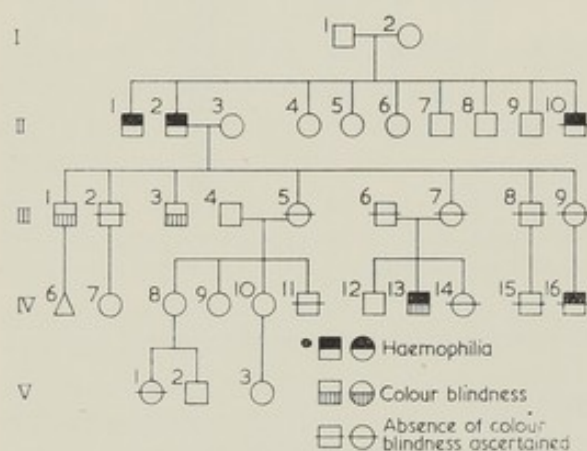 I
1 2
II
1 2 3 4 5 6 7 8 9 10
III
1 2 3 4 5 6 7 8 9
IV
6 7 8 9 10 11 12 13 14 15 16
Haemophilia
V
1 2 3
Colour blindness
Absence of colour
blindness ascertained